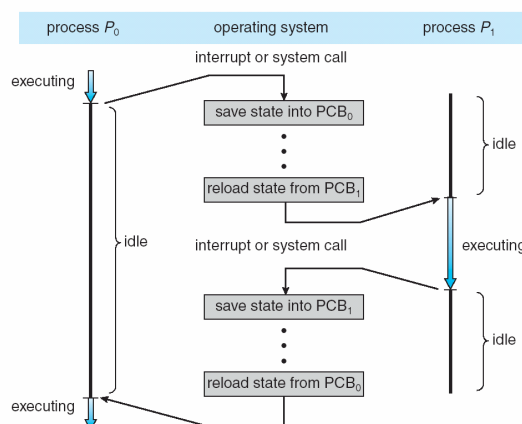 process P0 operating system process P1
interrupt or system call
executing
save state into PCB0
idle
reload state from PCB1
idle
interrupt or system call
executing
save state into PCB1
idle
reload state from PCB0
executing